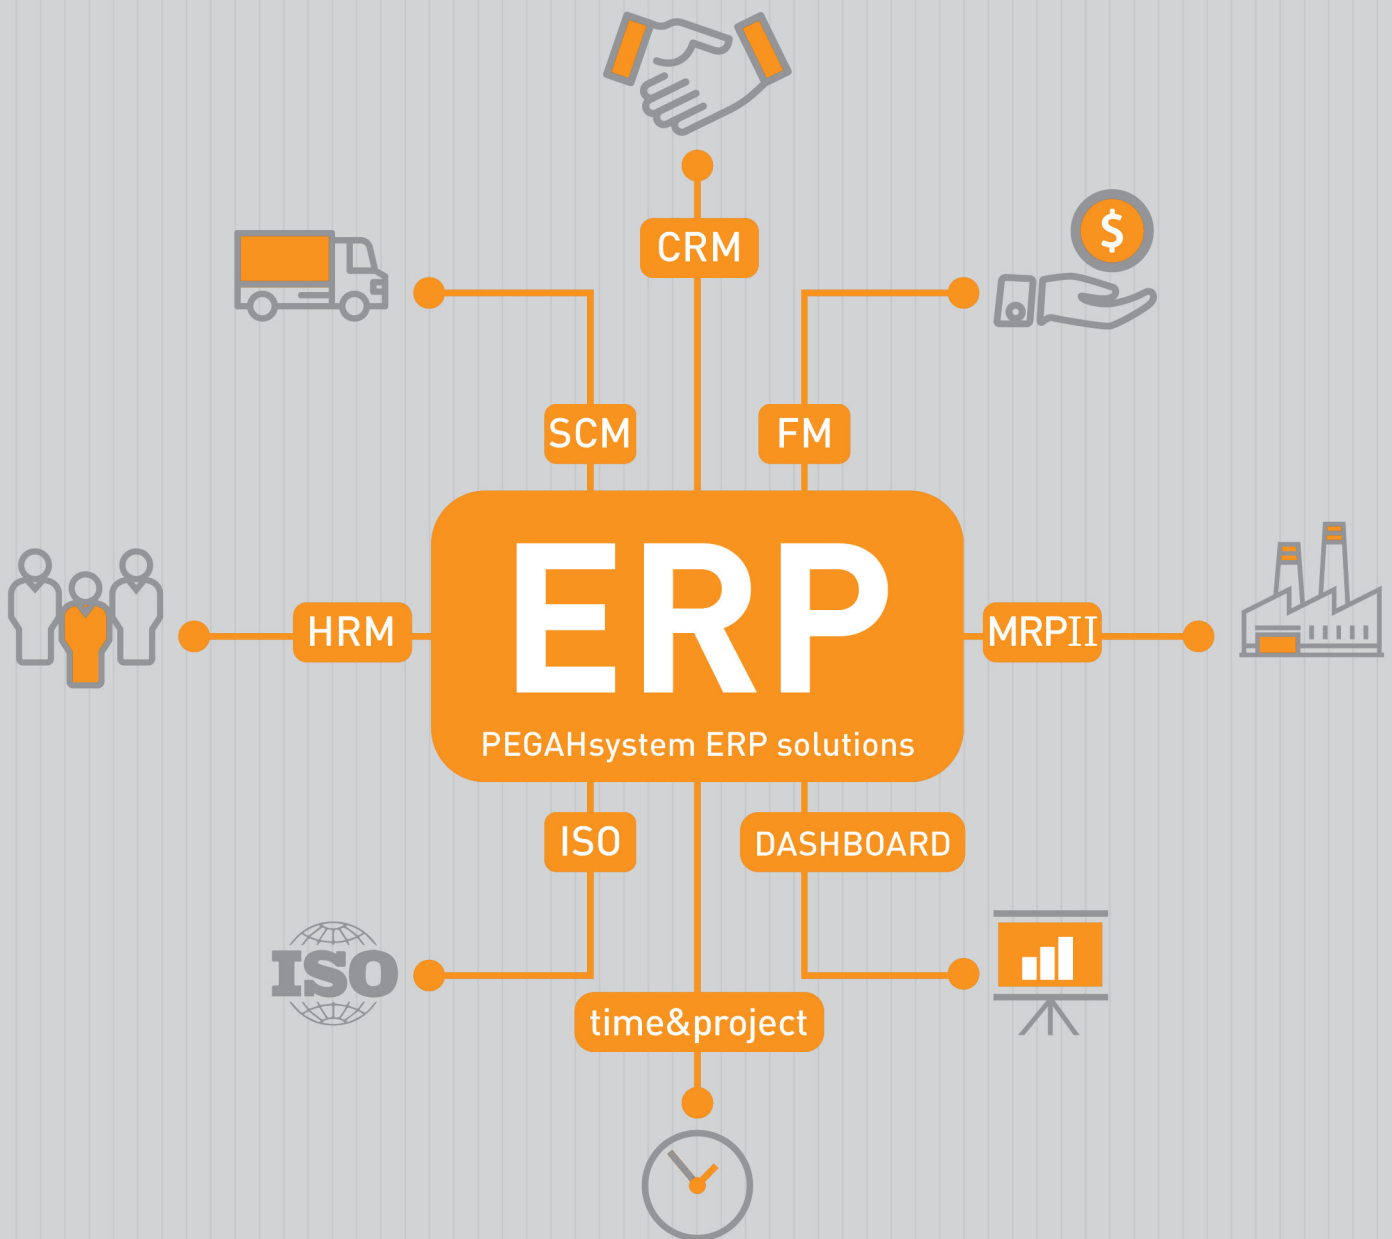 CRM
SCM
FM
ERP
PEGAHsystem ERP solutions
HRM
MRPII
ISO
DASHBOARD
ISO
time&project